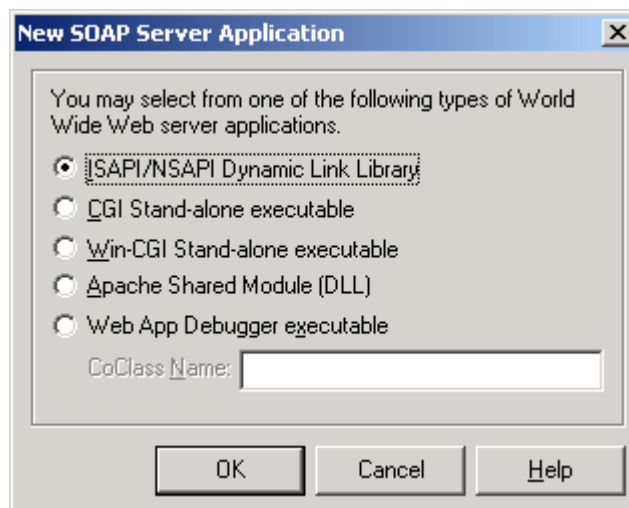 New SOAP Server Application
You may select from one of the following types of World
Wide Web server applications.
ISAPI/NSAPI Dynamic Link Library
CGI Stand-alone executable
Win-CGI Stand-alone executable
Apache Shared Module (DLL)
Web App Debugger executable
CoClass Name:
OK
Cancel
Help